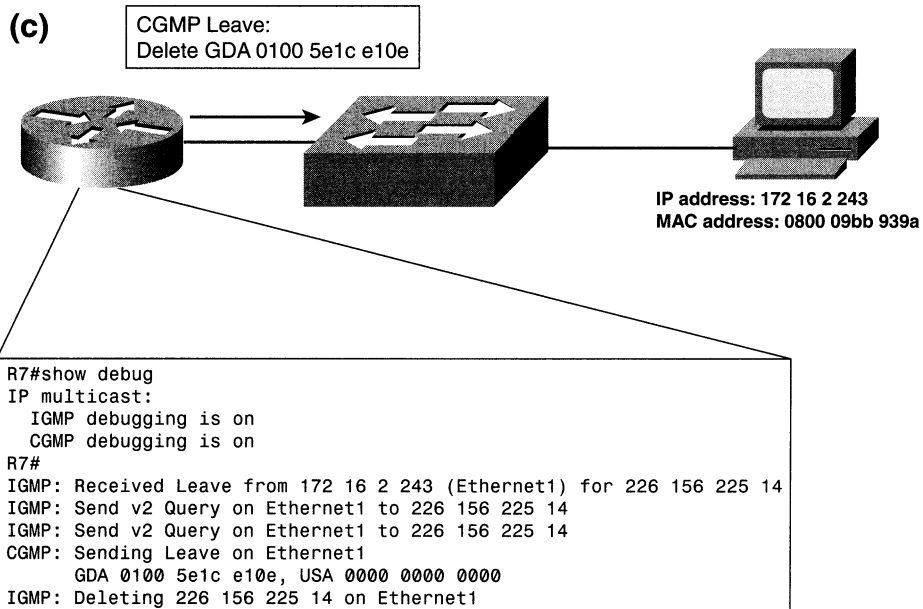 (c)
CGMP Leave:
Delete GDA 0100 5e1c e10e
IP address: 172 16 2 243
MAC address: 0800 09bb 939a
R7#show debug
IP multicast:
  IGMP debugging is on
  CGMP debugging is on
R7#
IGMP: Received Leave from 172 16 2 243 (Ethernet1) for 226 156 225 14
IGMP: Send v2 Query on Ethernet1 to 226 156 225 14
IGMP: Send v2 Query on Ethernet1 to 226 156 225 14
CGMP: Sending Leave on Ethernet1
      GDA 0100 5e1c e10e, USA 0000 0000 0000
IGMP: Deleting 226 156 225 14 on Ethernet1